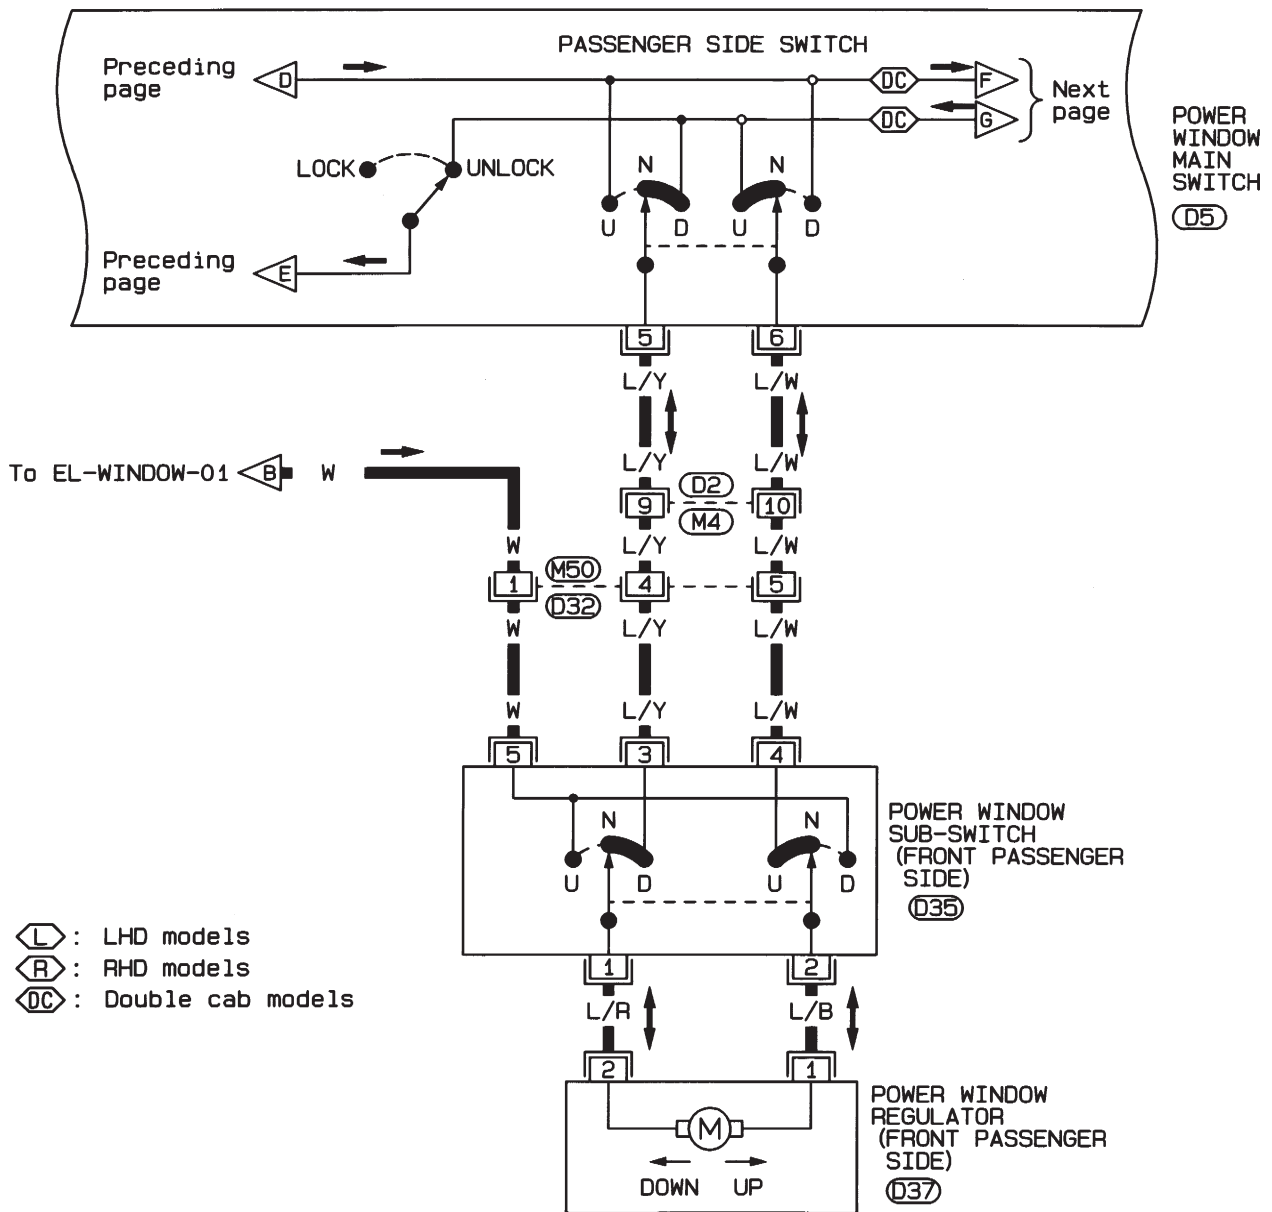 PASSENGER SIDE SWITCH
Preceding
page
D
DC
F
DC
G
Next
page
POWER
WINDOW
MAIN
SWITCH
D5
LOCK
UNLOCK
N
N
U
D
U
D
Preceding
page
E
5
6
L/Y
L/W
L/Y
L/W
To EL-WINDOW-01
B
W
9
D2
M4
10
W
L/Y
L/W
1
M50
D32
4
5
W
L/Y
L/W
W
L/Y
L/W
5
3
4
N
N
U
D
U
D
POWER WINDOW
SUB-SWITCH
(FRONT PASSENGER
SIDE)
D35
L : LHD models
R : RHD models
DC : Double cab models
1
2
L/R
L/B
2
1
M
DOWN
UP
POWER WINDOW
REGULATOR
(FRONT PASSENGER
SIDE)
D37